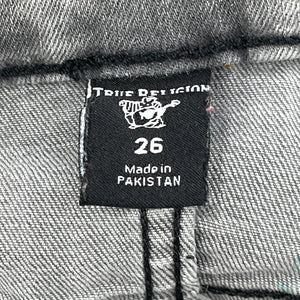 TRUE RELIGION
26
Made in
PAKISTAN